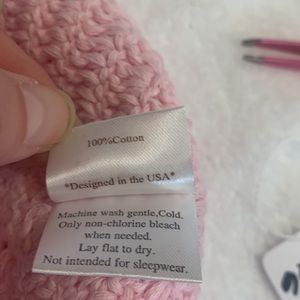 100%Cotton
*Designed in the USA*
Machine wash gentle,Cold.
Only non-chlorine bleach
when needed.
Lay flat to dry.
Not intended for sleepwear.